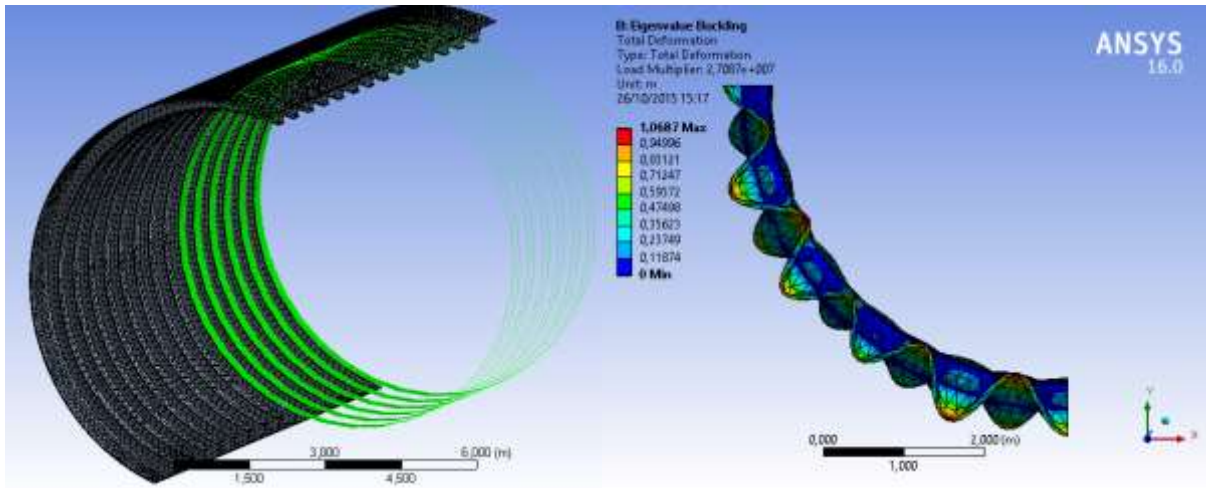 B: Eigenvalue Buckling
Total Deformation
Type: Total Deformation
Load Multiplier: 2,7087e+007
Unit: m
26/10/2015 15:17
1,0687 Max
0,94996
0,83121
0,71247
0,59372
0,47498
0,35623
0,23749
0,11874
0 Min
ANSYS
16.0
3,000
6,000 (m)
1,500
4,500
0,000
2,000 (m)
1,000
Y
X